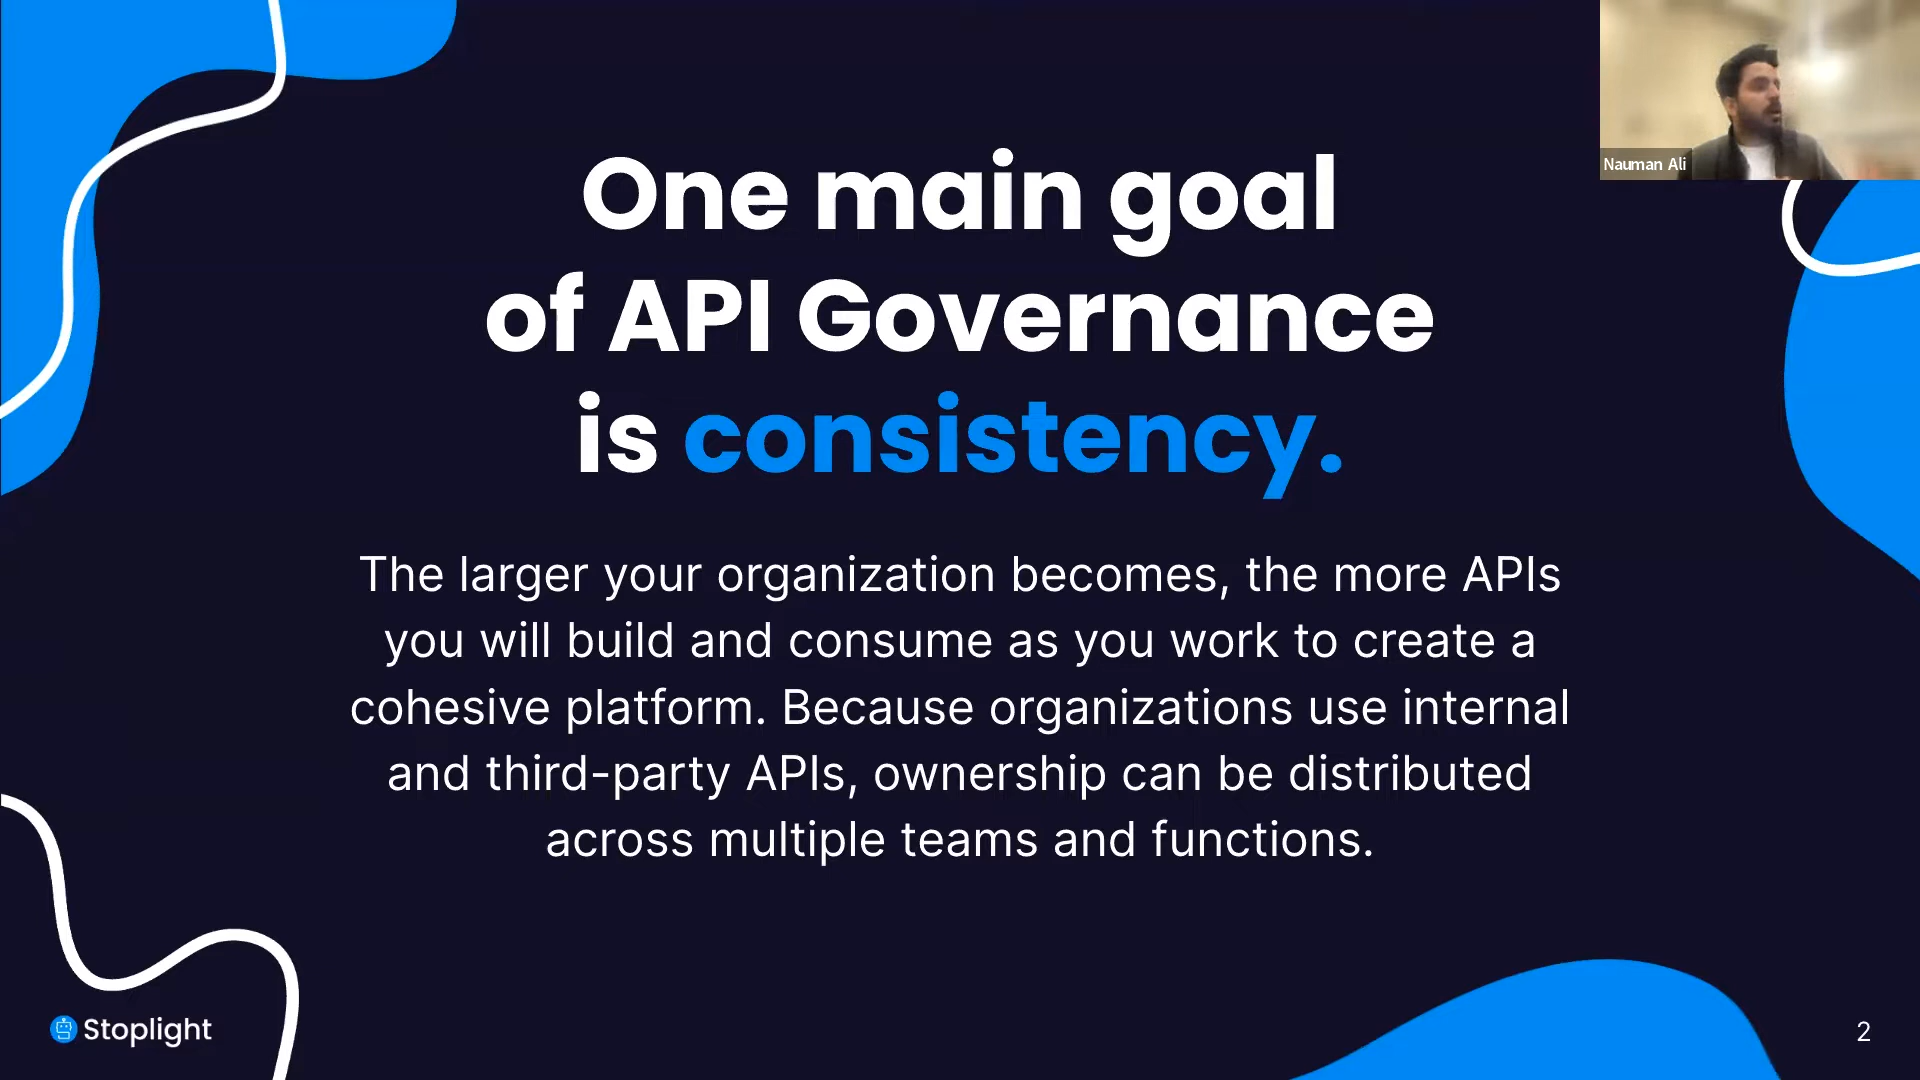 Nauman Ali
One main goal
of API Governance
is consistency.
The larger your organization becomes, the more APIs
you will build and consume as you work to create a
cohesive platform. Because organizations use internal
and third-party APIs, ownership can be distributed
across multiple teams and functions.
Stoplight
2